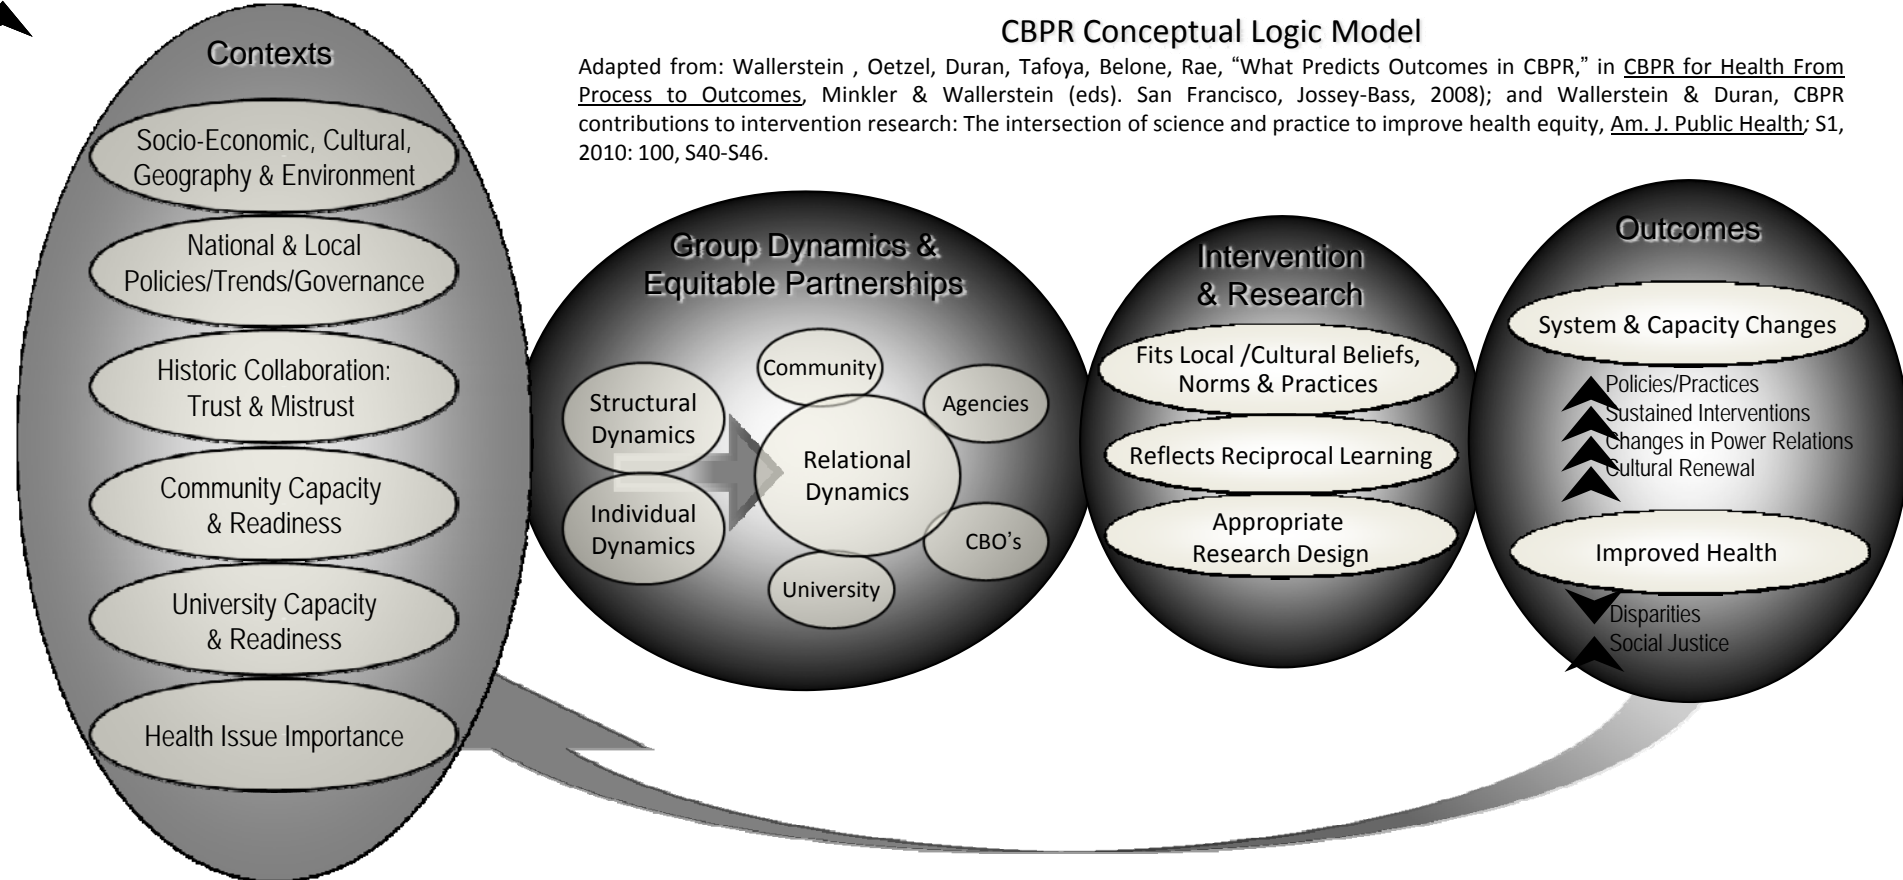 CBPR Conceptual Logic Model
Adapted from: Wallerstein , Oetzel, Duran, Tafoya, Belone, Rae, “What Predicts Outcomes in CBPR,” in CBPR for Health From
Process to Outcomes, Minkler & Wallerstein (eds). San Francisco, Jossey-Bass, 2008); and Wallerstein & Duran, CBPR
contributions to intervention research: The intersection of science and practice to improve health equity, Am. J. Public Health; S1,
2010: 100, S40-S46.
Contexts
Socio-Economic, Cultural,
Geography & Environment
National & Local
Policies/Trends/Governance
Historic Collaboration:
Trust & Mistrust
Community Capacity
& Readiness
University Capacity
& Readiness
Health Issue Importance
Group Dynamics &
Equitable Partnerships
Structural
Dynamics
Individual
Dynamics
Relational
Dynamics
Community
Agencies
CBO’s
University
Intervention
& Research
Fits Local /Cultural Beliefs,
Norms & Practices
Reflects Reciprocal Learning
Appropriate
Research Design
Outcomes
System & Capacity Changes
Policies/Practices
Sustained Interventions
Changes in Power Relations
Cultural Renewal
Improved Health
Disparities
Social Justice